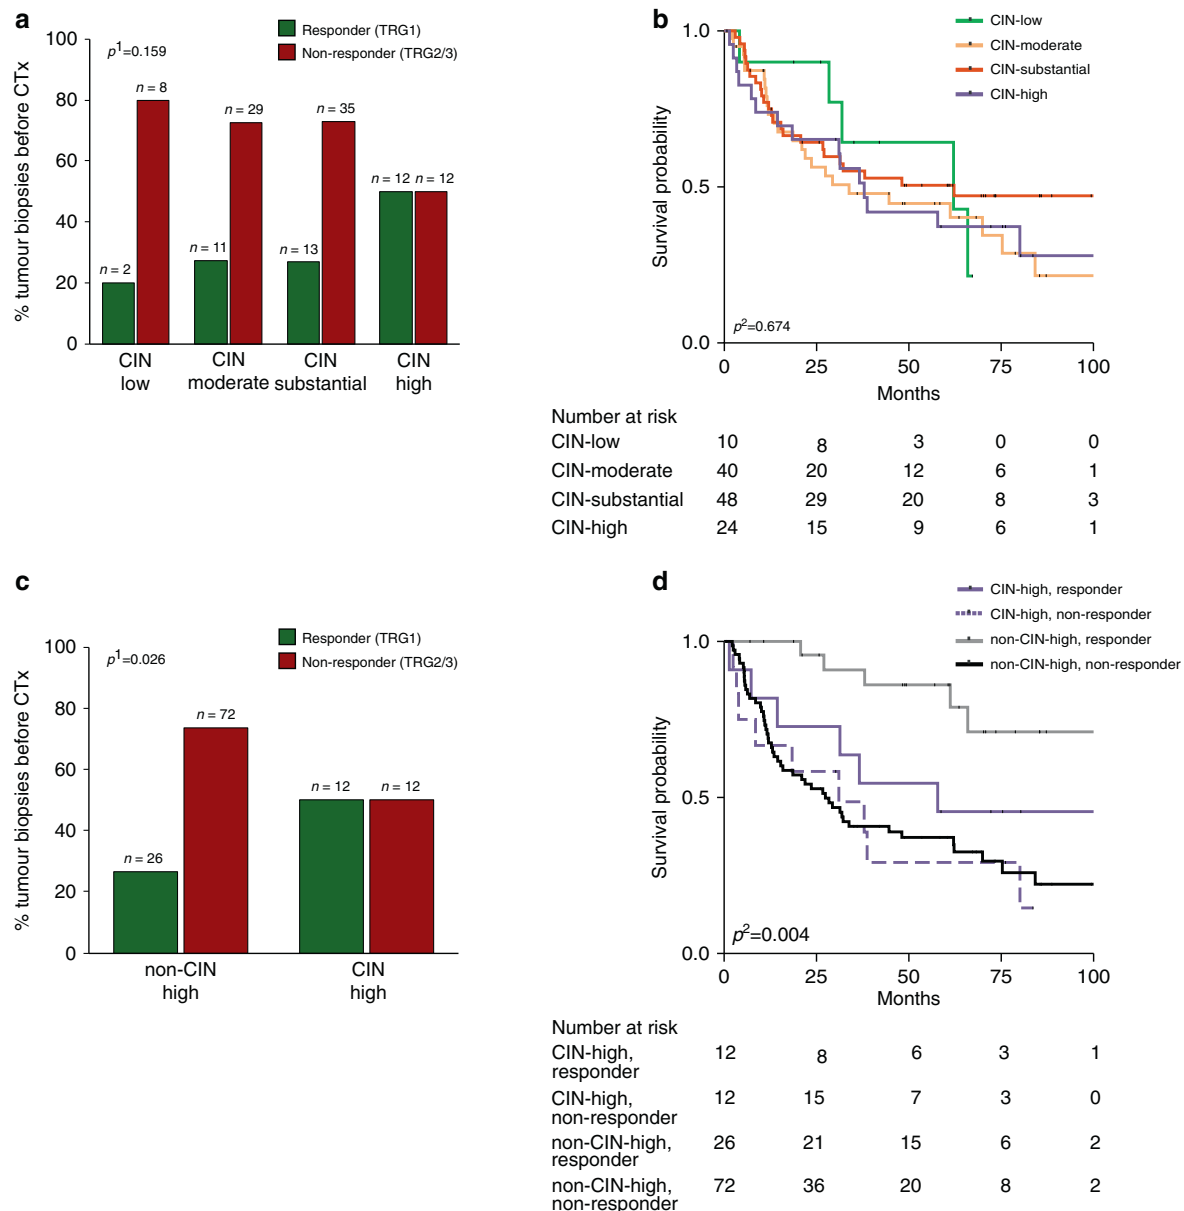 a
% tumour biopsies before CTx
100
80
60
40
20
0
p1=0.159
Responder (TRG1)
Non-responder (TRG2/3)
n = 2
n = 8
n = 11
n = 29
n = 13
n = 35
n = 12
n = 12
CIN low
CIN moderate
CIN substantial
CIN high
b
Survival probability
1.0
0.5
0.0
CIN-low
CIN-moderate
CIN-substantial
CIN-high
p2=0.674
0 25 50 75 100
Months
Number at risk
CIN-low 10 8 3 0 0
CIN-moderate 40 20 12 6 1
CIN-substantial 48 29 20 8 3
CIN-high 24 15 9 6 1
c
% tumour biopsies before CTx
100
80
60
40
20
0
p1=0.026
Responder (TRG1)
Non-responder (TRG2/3)
n = 26
n = 72
n = 12
n = 12
non-CIN high
CIN high
d
Survival probability
1.0
0.5
0.0
CIN-high, responder
CIN-high, non-responder
non-CIN-high, responder
non-CIN-high, non-responder
p2=0.004
0 25 50 75 100
Months
Number at risk
CIN-high, responder 12 8 6 3 1
CIN-high, non-responder 12 15 7 3 0
non-CIN-high, responder 26 21 15 6 2
non-CIN-high, non-responder 72 36 20 8 2